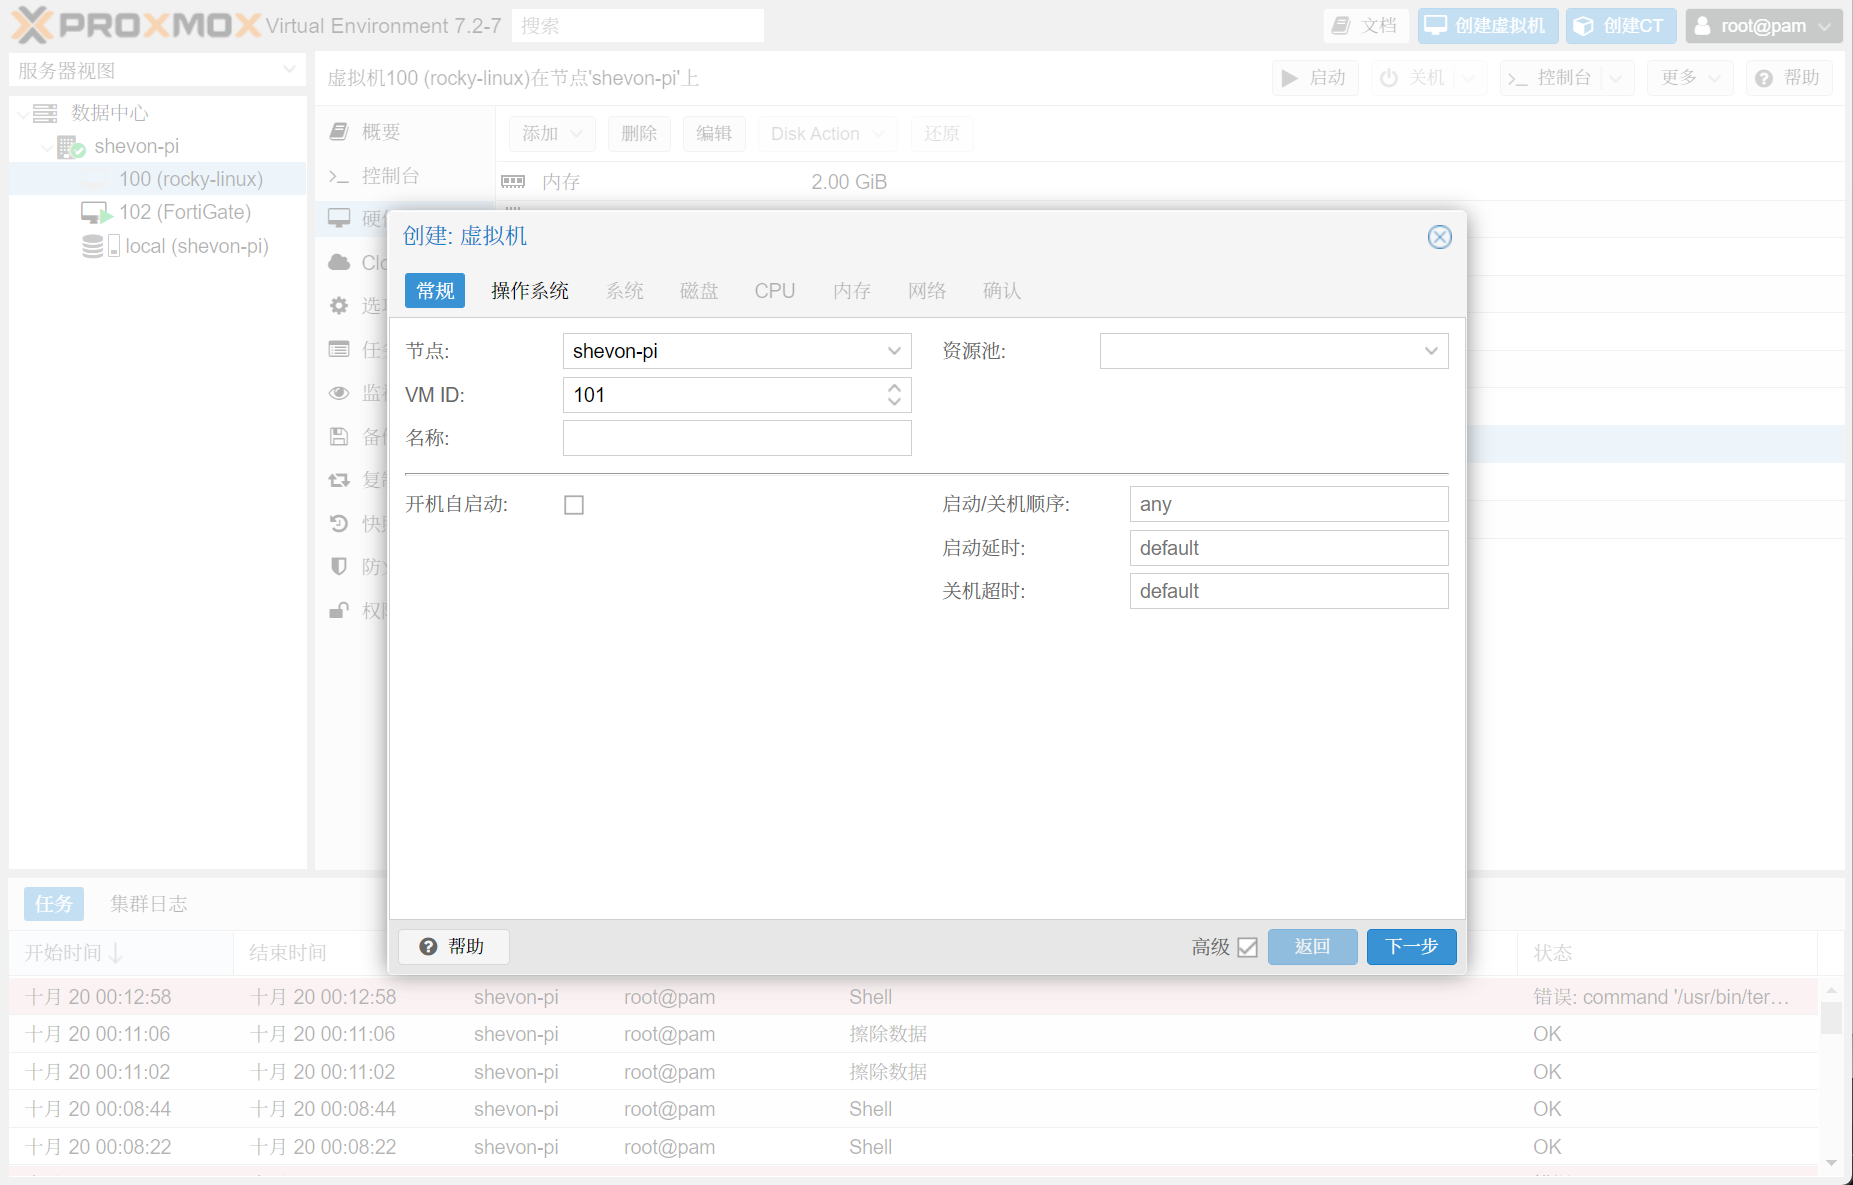 PROXMOX Virtual Environment 7.2-7 搜索 文档 创建虚拟机 创建CT root@pam
服务器视图
数据中心
shevon-pi
100 (rocky-linux)
102 (FortiGate)
local (shevon-pi)
虚拟机100 (rocky-linux)在节点'shevon-pi'上 启动 关机 控制台 更多 帮助
概要
控制台
添加 删除 编辑 Disk Action 还原
内存 2.00 GiB
创建: 虚拟机
常规 操作系统 系统 磁盘 CPU 内存 网络 确认
节点: shevon-pi 资源池:
VM ID: 101
名称:
开机自启动: 启动/关机顺序: any
启动延时: default
关机超时: default
帮助 高级 返回 下一步
任务 集群日志
开始时间 结束时间 状态
十月 20 00:12:58 十月 20 00:12:58 shevon-pi root@pam Shell 错误: command '/usr/bin/ter…
十月 20 00:11:06 十月 20 00:11:06 shevon-pi root@pam 擦除数据 OK
十月 20 00:11:02 十月 20 00:11:02 shevon-pi root@pam 擦除数据 OK
十月 20 00:08:44 十月 20 00:08:44 shevon-pi root@pam Shell OK
十月 20 00:08:22 十月 20 00:08:22 shevon-pi root@pam Shell OK